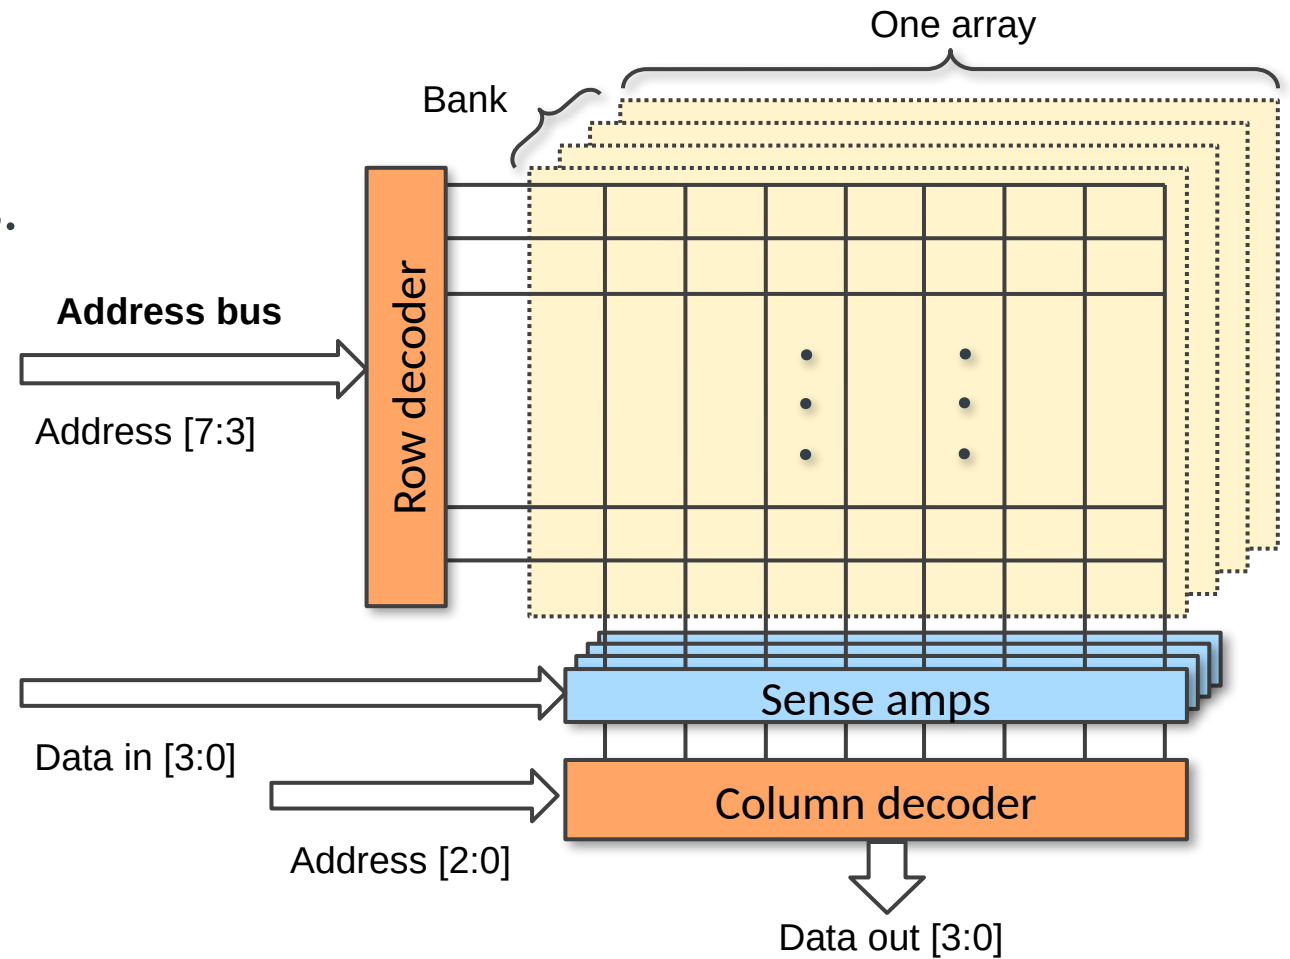 One array
Bank
Address bus
Row decoder
Address [7:3]
Sense amps
Data in [3:0]
Column decoder
Address [2:0]
Data out [3:0]